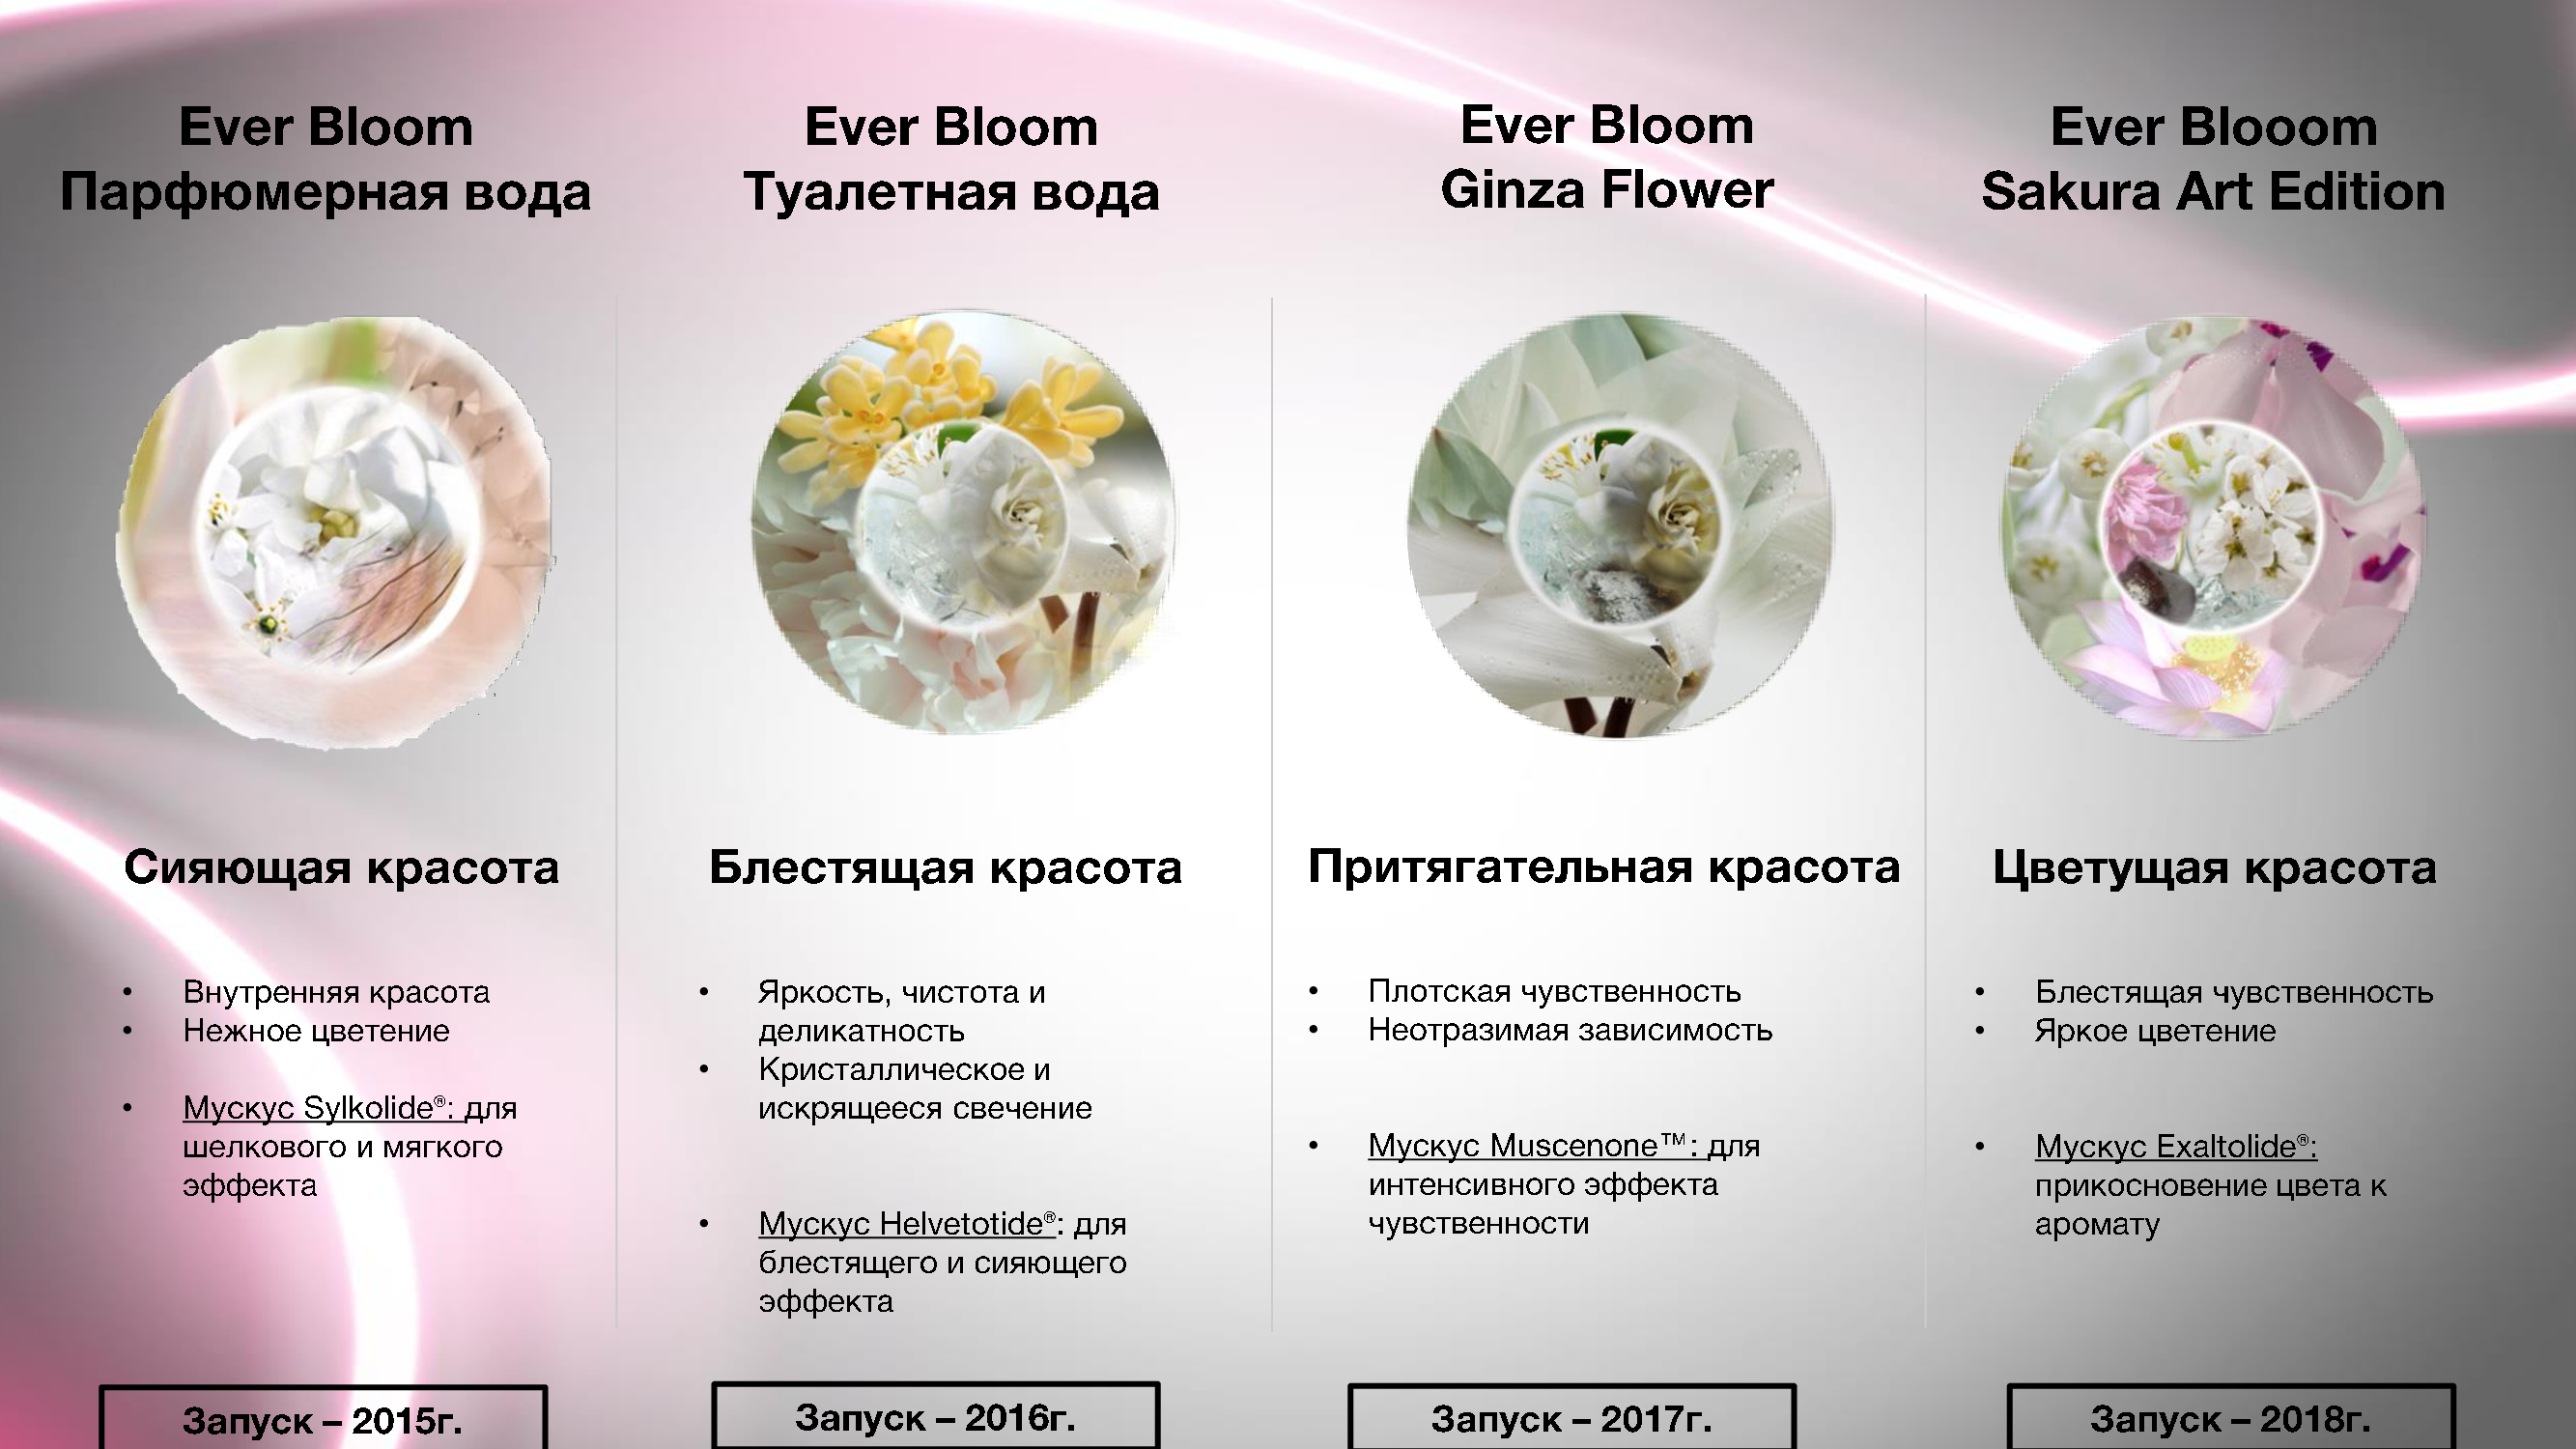 Ever Bloom
Парфюмерная вода
Ever Bloom
Туалетная вода
Ever Bloom
Ginza Flower
Ever Blooom
Sakura Art Edition
Сияющая красота
Блестящая красота
Притягательная красота
Цветущая красота
• Внутренняя красота
• Нежное цветение
• Мускус Sylkolide®: для
шелкового и мягкого
эффекта
• Яркость, чистота и
деликатность
• Кристаллическое и
искрящееся свечение
• Мускус Helvetotide®: для
блестящего и сияющего
эффекта
• Плотская чувственность
• Неотразимая зависимость
• Мускус Muscenone™: для
интенсивного эффекта
чувственности
• Блестящая чувственность
• Яркое цветение
• Мускус Exaltolide®:
прикосновение цвета к
аромату
Запуск – 2015г.
Запуск – 2016г.
Запуск – 2017г.
Запуск – 2018г.